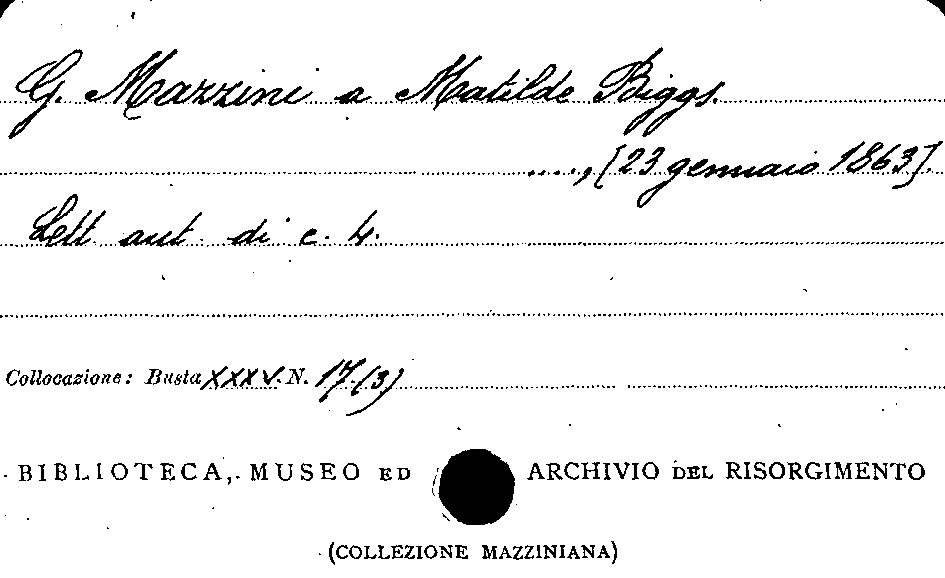 G. Mazzini a Matilde Biggs.
...., [23 gennaio 1863].
Lett. aut. di c. 4.
Collocazione: Busta XXXV. N. 17.(3)
BIBLIOTECA, MUSEO ED ARCHIVIO DEL RISORGIMENTO
(COLLEZIONE MAZZINIANA)